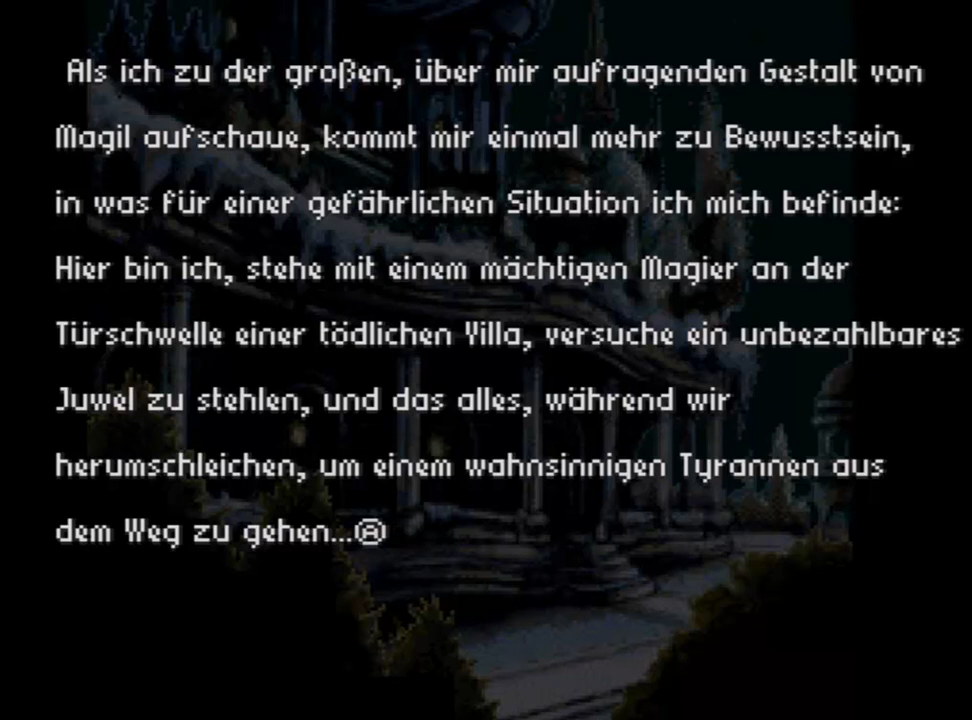 Als ich zu der großen, über mir aufragenden Gestalt von
Magil aufschaue, kommt mir einmal mehr zu Bewusstsein,
in was für einer gefährlichen Situation ich mich befinde:
Hier bin ich, stehe mit einem mächtigen Magier an der
Türschwelle einer tödlichen Villa, versuche ein unbezahlbares
Juwel zu stehlen, und das alles, während wir
herumschleichen, um einem wahnsinnigen Tyrannen aus
dem Weg zu gehen...Ⓐ